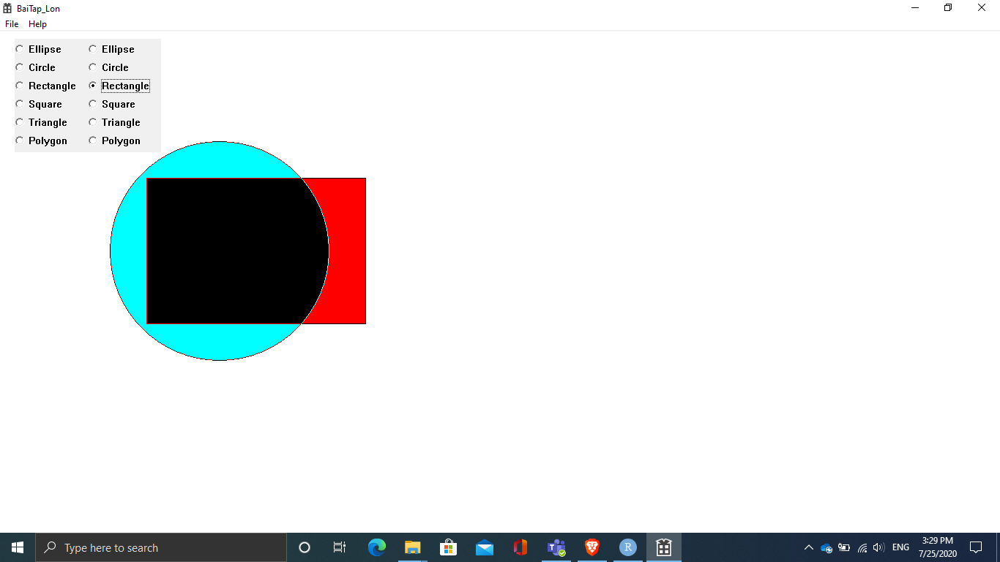 BaiTap_Lon
File Help
Ellipse Ellipse
Circle Circle
Rectangle Rectangle
Square Square
Triangle Triangle
Polygon Polygon
Type here to search
ENG
3:29 PM
7/25/2020